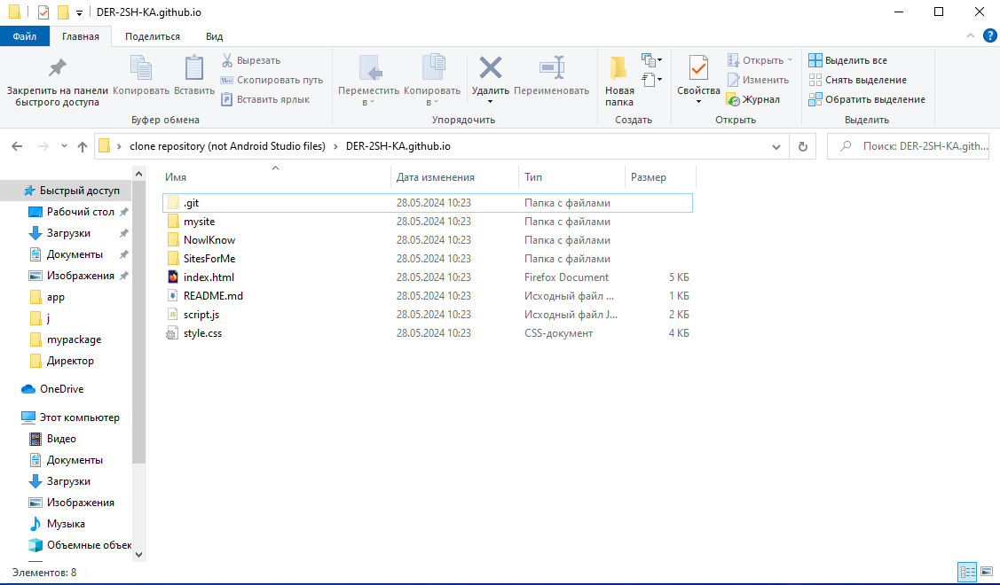 DER-2SH-KA.github.io
Файл Главная Поделиться Вид
Закрепить на панели быстрого доступа
Копировать
Вставить
Вырезать
Скопировать путь
Вставить ярлык
Буфер обмена
Переместить в
Копировать в
Удалить
Переименовать
Упорядочить
Новая папка
Создать
Свойства
Открыть
Изменить
Журнал
Открыть
Выделить все
Снять выделение
Обратить выделение
Выделить
clone repository (not Android Studio files) DER-2SH-KA.github.io
Поиск: DER-2SH-KA.gith...
Быстрый доступ
Рабочий стол
Загрузки
Документы
Изображения
app
j
mypackage
Директор
OneDrive
Этот компьютер
Видео
Документы
Загрузки
Изображения
Музыка
Объемные объек
Имя Дата изменения Тип Размер
.git 28.05.2024 10:23 Папка с файлами
mysite 28.05.2024 10:23 Папка с файлами
NowIKnow 28.05.2024 10:23 Папка с файлами
SitesForMe 28.05.2024 10:23 Папка с файлами
index.html 28.05.2024 10:23 Firefox Document 5 КБ
README.md 28.05.2024 10:23 Исходный файл ... 1 КБ
script.js 28.05.2024 10:23 Исходный файл J... 2 КБ
style.css 28.05.2024 10:23 CSS-документ 4 КБ
Элементов: 8